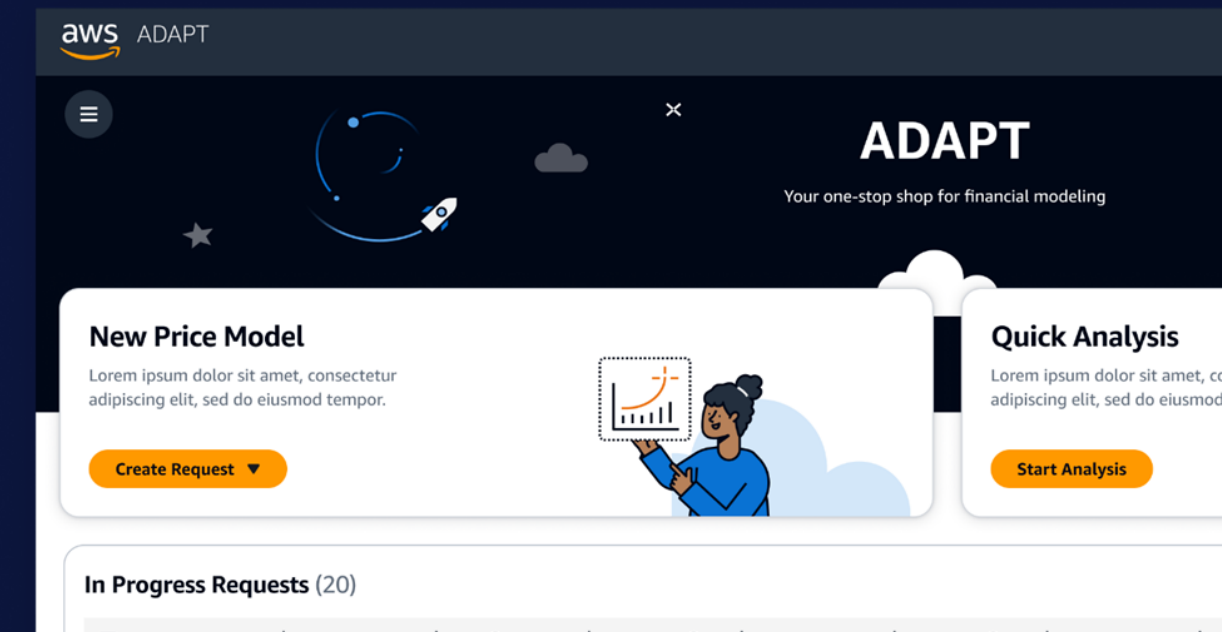 aws ADAPT
ADAPT
Your one-stop shop for financial modeling
New Price Model
Lorem ipsum dolor sit amet, consectetur
adipiscing elit, sed do eiusmod tempor.
Create Request ▼
Quick Analysis
Lorem ipsum dolor sit amet,
adipiscing elit, sed do eiusmod
Start Analysis
In Progress Requests (20)